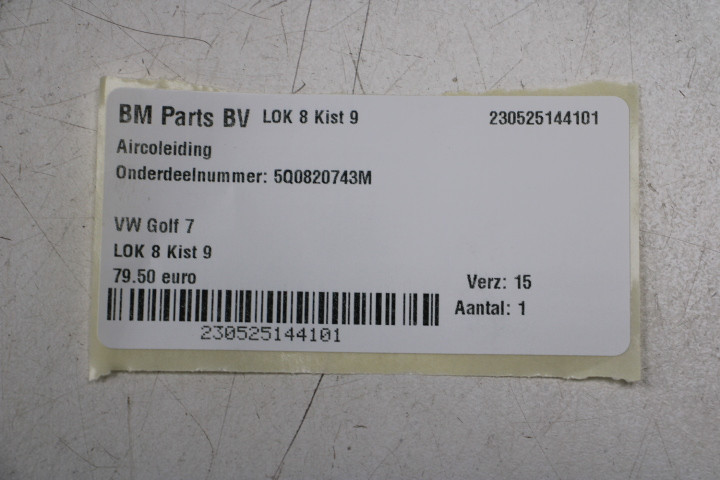 BM Parts BV LOK 8 Kist 9 230525144101
Aircoleiding
Onderdeelnummer: 5Q0820743M
VW Golf 7
LOK 8 Kist 9
79.50 euro
Verz: 15
Aantal: 1
230525144101